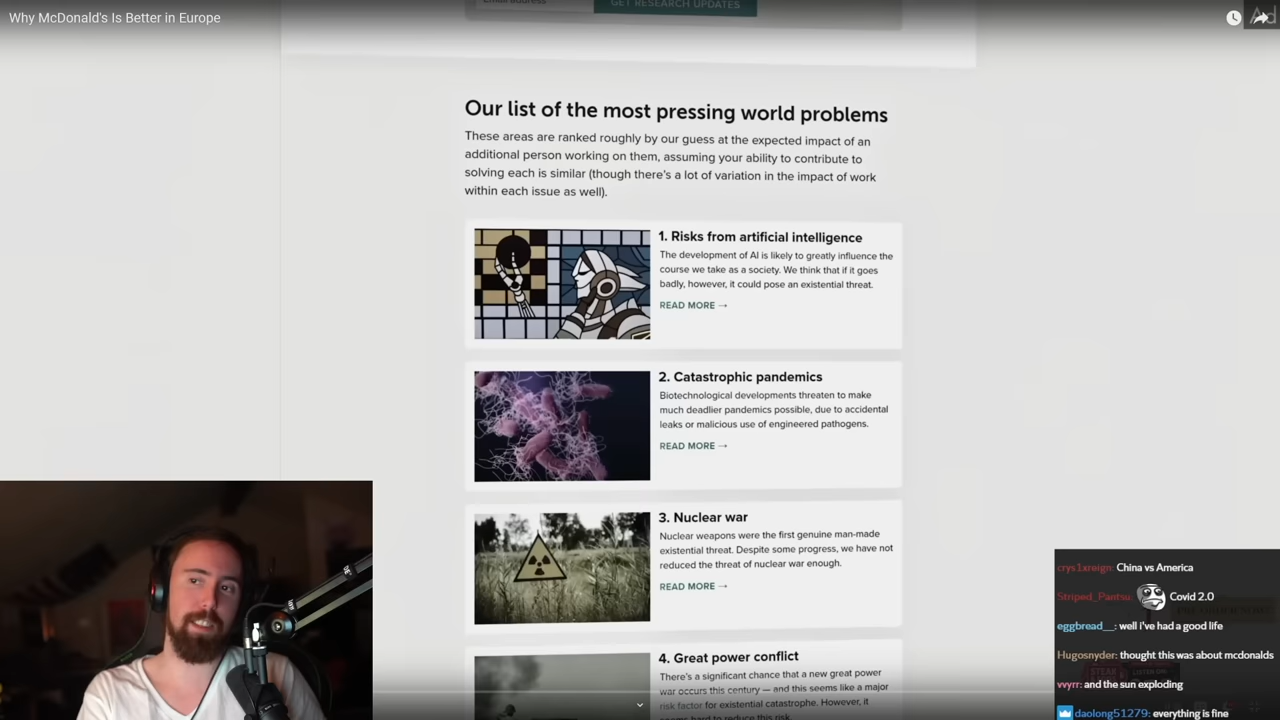 Why McDonald's Is Better in Europe
Ad
GET RESEARCH UPDATES
Our list of the most pressing world problems
These areas are ranked roughly by our guess at the expected impact of an
additional person working on them, assuming your ability to contribute to
solving each is similar (though there's a lot of variation in the impact of work
within each issue as well).
1. Risks from artificial intelligence
The development of AI is likely to greatly influence the
course we take as a society. We think that if it goes
badly, however, it could pose an existential threat.
READ MORE →
2. Catastrophic pandemics
Biotechnological developments threaten to make
much deadlier pandemics possible, due to accidental
leaks or malicious use of engineered pathogens.
READ MORE →
3. Nuclear war
Nuclear weapons were the first genuine man-made
existential threat. Despite some progress, we have not
reduced the threat of nuclear war enough.
READ MORE →
4. Great power conflict
There's a significant chance that a new great power
war occurs this century — and this seems like a major
risk factor for existential catastrophe. However, it
seems hard to reduce this risk.
crys1xraign: China vs America
Striped_Pantsu: Covid 2.0
eggbread__: well i've had a good life
Hugosnyder: thought this was about mcdonalds
vvyrr: and the sun exploding
daolong51279: everything is fine